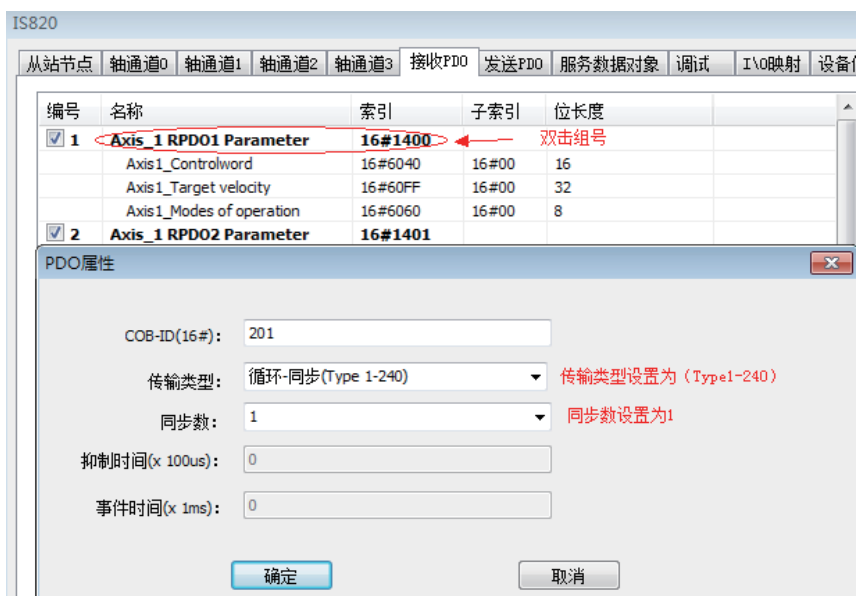 IS820
从站节点 轴通道0 轴通道1 轴通道2 轴通道3 接收PDO 发送PDO 服务数据对象 调试 I\O映射
编号 名称 索引 子索引 位长度
1 Axis_1 RPDO1 Parameter 16#1400 双击组号
Axis1_Controlword 16#6040 16#00 16
Axis1_Target velocity 16#60FF 16#00 32
Axis1_Modes of operation 16#6060 16#00 8
2 Axis_1 RPDO2 Parameter 16#1401
PDO属性
COB-ID(16#): 201
传输类型: 循环-同步(Type 1-240) 传输类型设置为（Type1-240）
同步数: 1 同步数设置为1
抑制时间(x 100us): 0
事件时间(x 1ms): 0
确定 取消